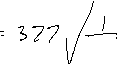 = 377 √ 1